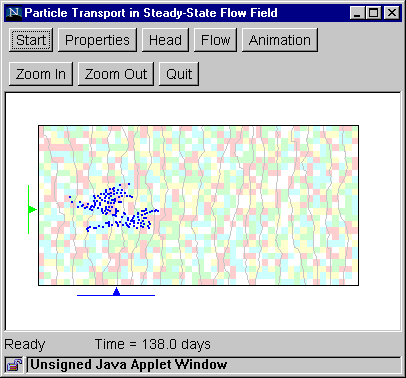 Particle Transport in Steady-State Flow Field
Start Properties Head Flow Animation
Zoom In Zoom Out Quit
Ready Time = 138.0 days
Unsigned Java Applet Window